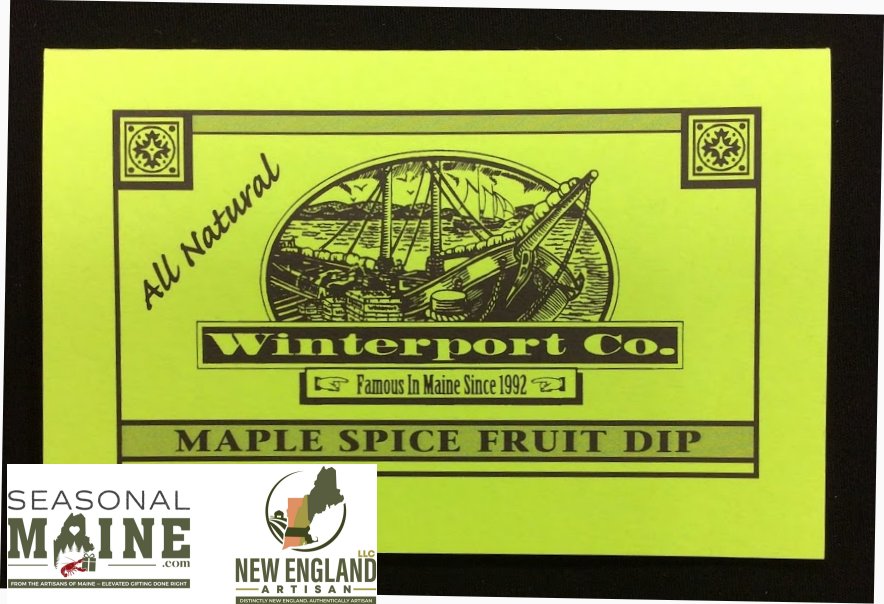 All Natural
Winterport Co.
Famous In Maine Since 1992
MAPLE SPICE FRUIT DIP
SEASONAL
MAINE
.com
FROM THE ARTISANS OF MAINE – ELEVATED GIFTING DONE RIGHT
LLC
NEW ENGLAND
ARTISAN
DISTINCTLY NEW ENGLAND. AUTHENTICALLY ARTISAN